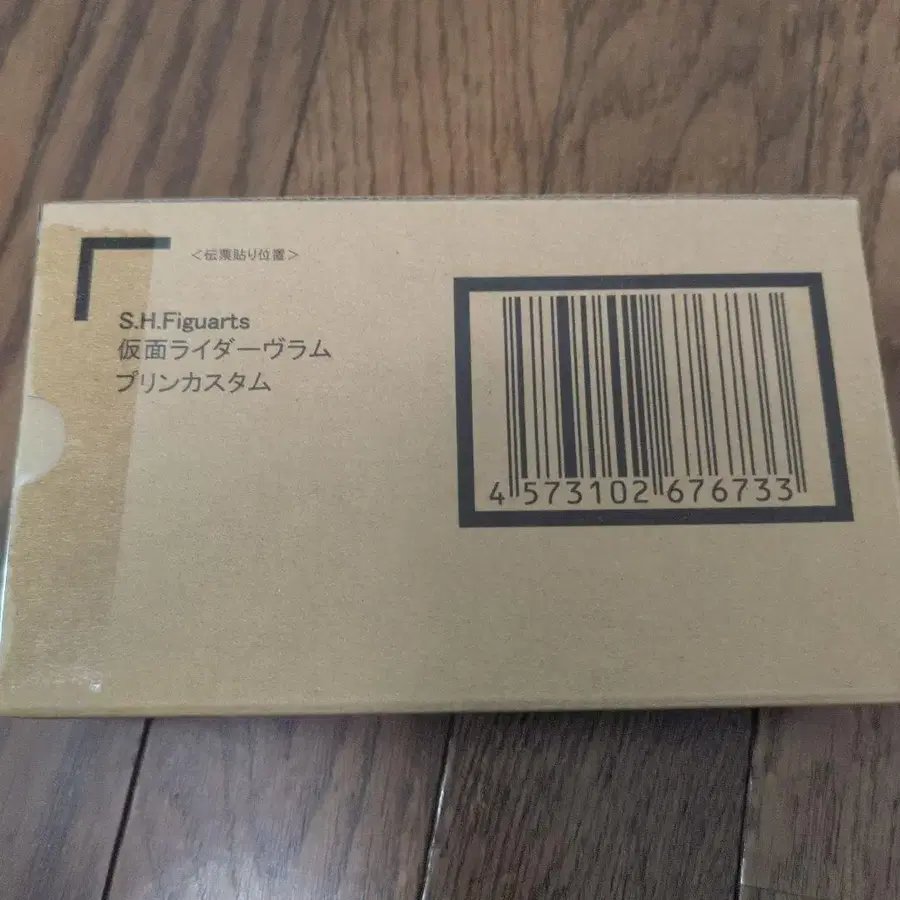 <伝票貼り位置>
S.H.Figuarts
仮面ライダーヴラム
プリンカスタム
4 573102 676733